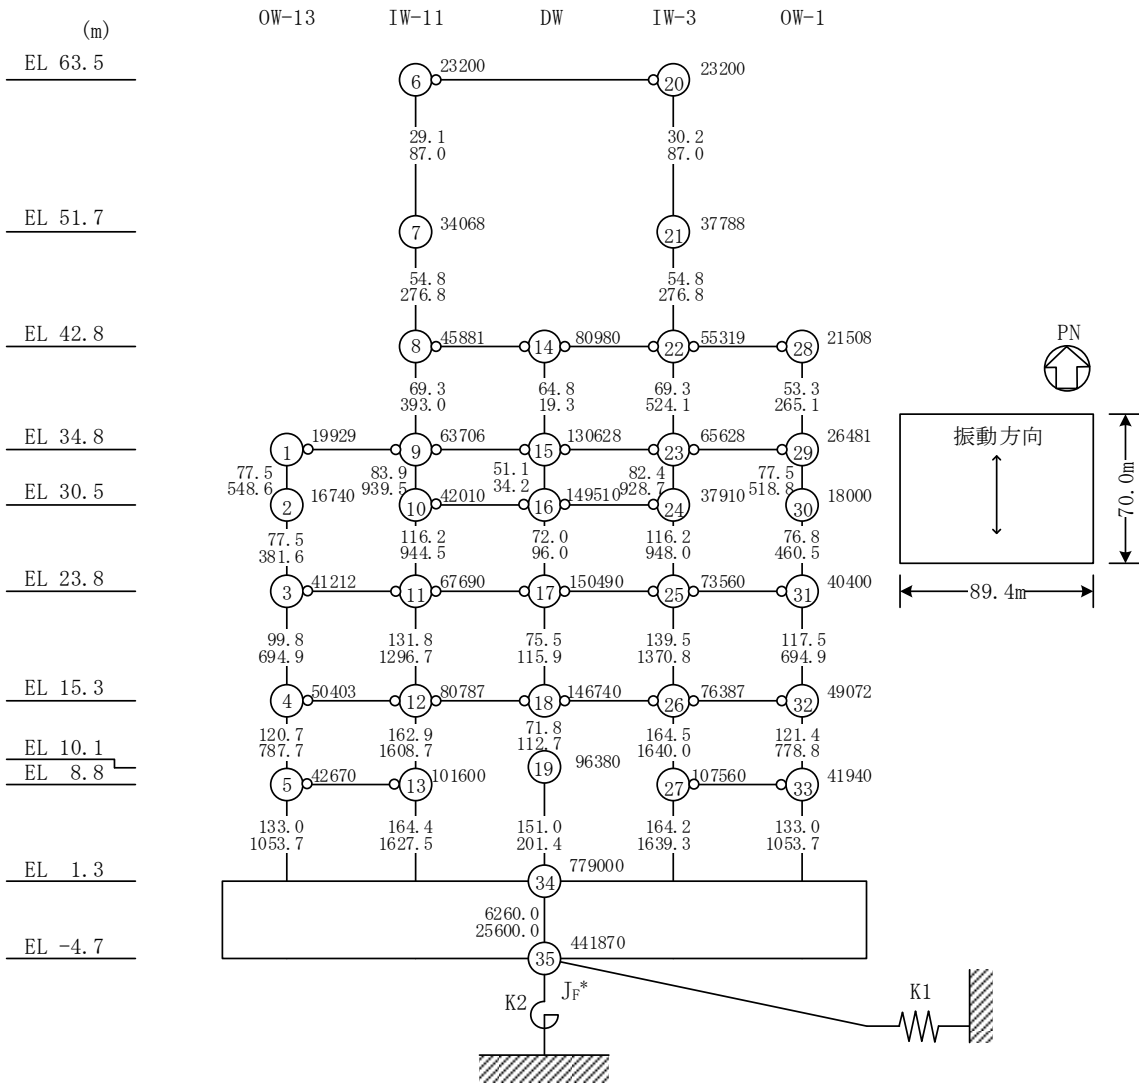 OW-13 IW-11 DW IW-3 OW-1
(m)
EL 63.5
6 23200 20 23200
29.1 30.2
87.0 87.0
EL 51.7
7 34068 21 37788
54.8 54.8
276.8 276.8
EL 42.8
8 45881 14 80980 22 55319 28 21508
69.3 64.8 69.3 53.3
393.0 19.3 524.1 265.1
EL 34.8
1 19929 9 63706 15 130628 23 65628 29 26481
77.5 83.9 51.1 82.4 77.5
548.6 939.5 34.2 928.7 518.8
EL 30.5
2 16740 10 42010 16 149510 24 37910 30 18000
77.5 116.2 72.0 116.2 76.8
381.6 944.5 96.0 948.0 460.5
EL 23.8
3 41212 11 67690 17 150490 25 73560 31 40400
99.8 131.8 75.5 139.5 117.5
694.9 1296.7 115.9 1370.8 694.9
EL 15.3
4 50403 12 80787 18 146740 26 76387 32 49072
120.7 162.9 71.8 164.5 121.4
787.7 1608.7 112.7 1640.0 778.8
EL 10.1
19 96380
EL 8.8
5 42670 13 101600 27 107560 33 41940
133.0 164.4 151.0 164.2 133.0
1053.7 1627.5 201.4 1639.3 1053.7
EL 1.3
34 779000
6260.0
25600.0
EL -4.7
35 441870
K2 JF* K1
PN
振動方向
70.0m
89.4m